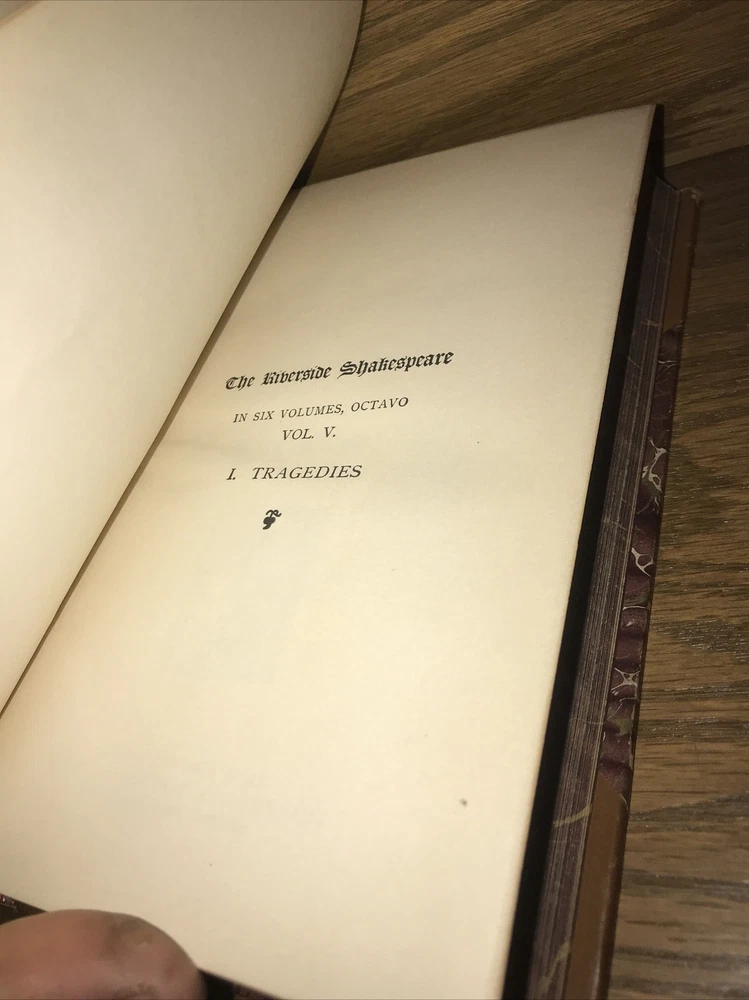 The Riverside Shakespeare
IN SIX VOLUMES, OCTAVO
VOL. V.
I. TRAGEDIES